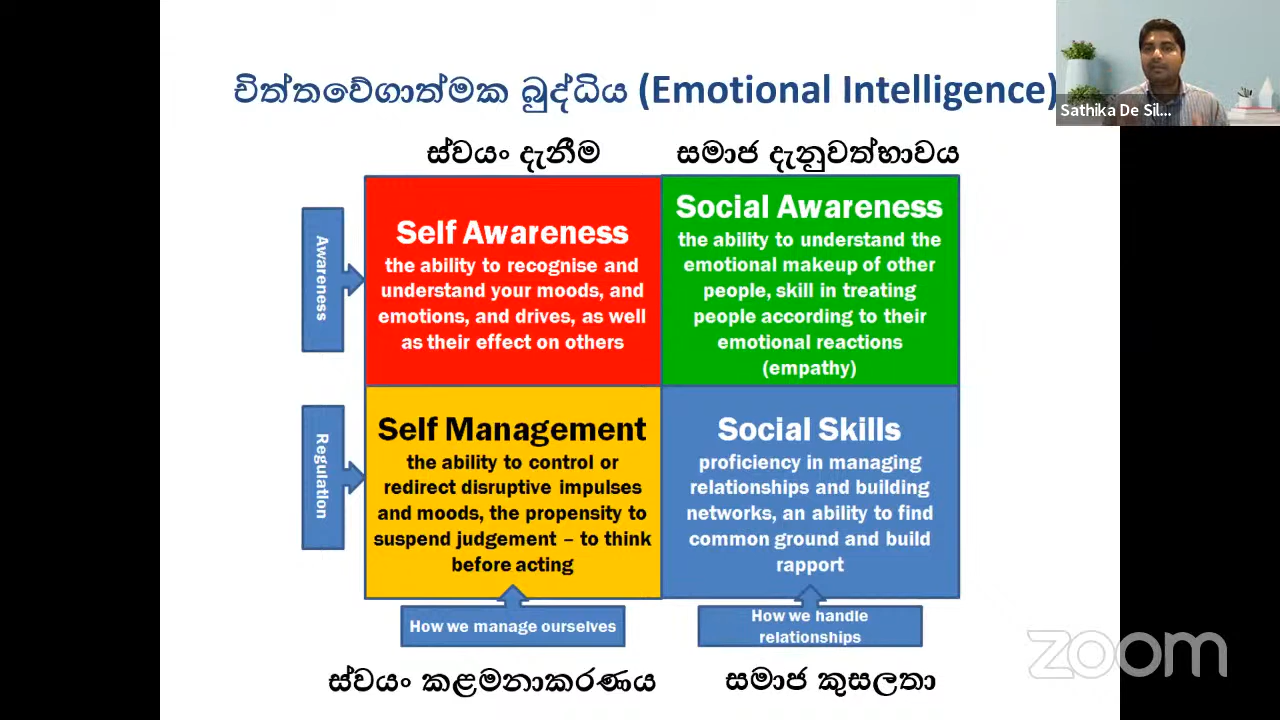 චිත්තවේගාත්මක බුද්ධිය (Emotional Intelligence)
Sathika De Sil...
ස්වයං දැනීම
සමාජ දැනුවත්භාවය
Awareness
Self Awareness
the ability to recognise and
understand your moods, and
emotions, and drives, as well
as their effect on others
Social Awareness
the ability to understand the
emotional makeup of other
people, skill in treating
people according to their
emotional reactions
(empathy)
Regulation
Self Management
the ability to control or
redirect disruptive impulses
and moods, the propensity to
suspend judgement – to think
before acting
Social Skills
proficiency in managing
relationships and building
networks, an ability to find
common ground and build
rapport
How we manage ourselves
How we handle
relationships
ස්වයං කළමනාකරණය
සමාජ කුසලතා
zoom